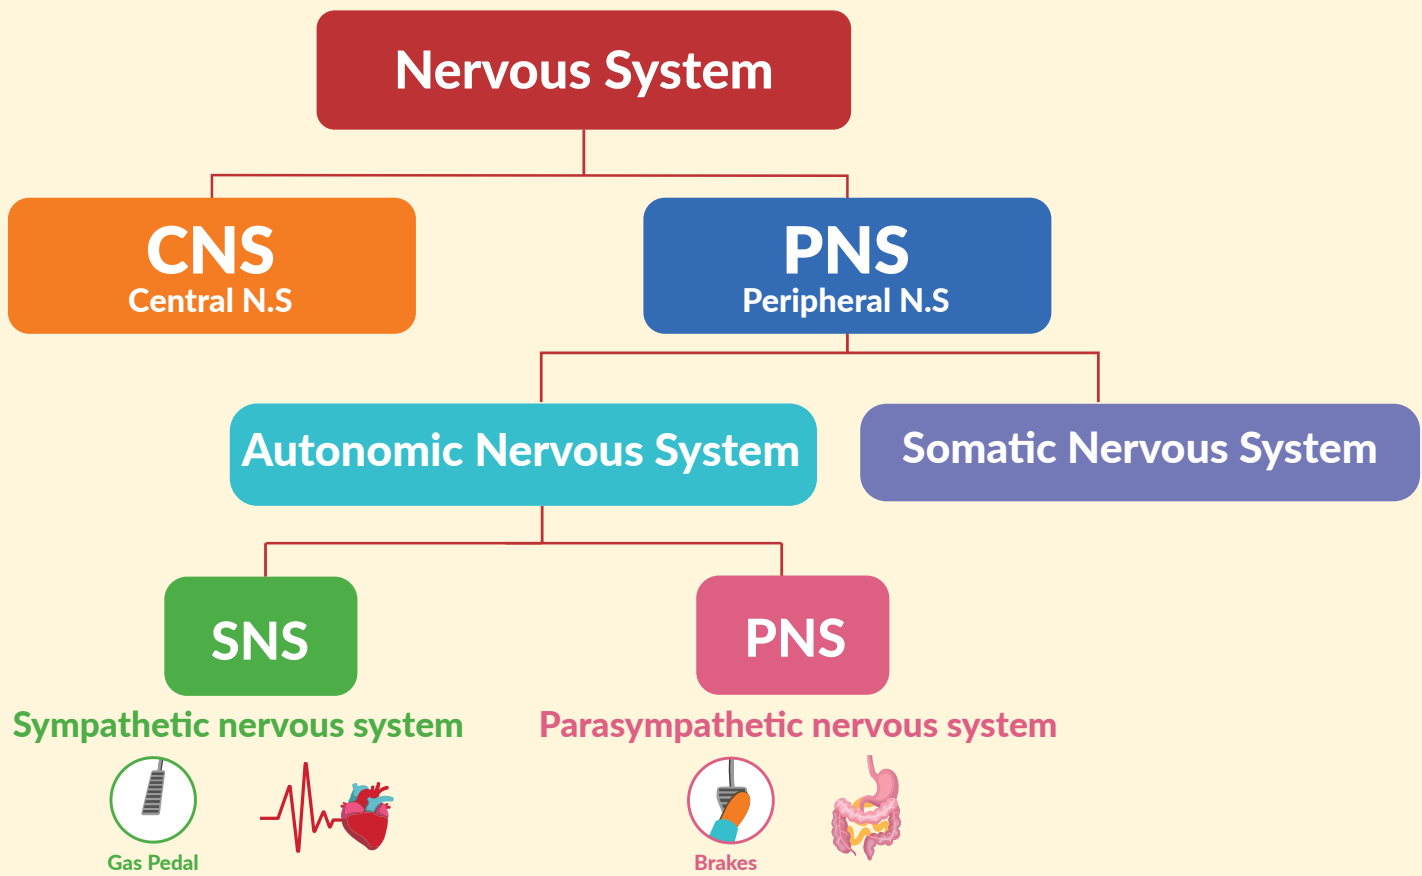 Nervous System
CNS
Central N.S
PNS
Peripheral N.S
Autonomic Nervous System
Somatic Nervous System
SNS
PNS
Sympathetic nervous system
Parasympathetic nervous system
Gas Pedal
Brakes